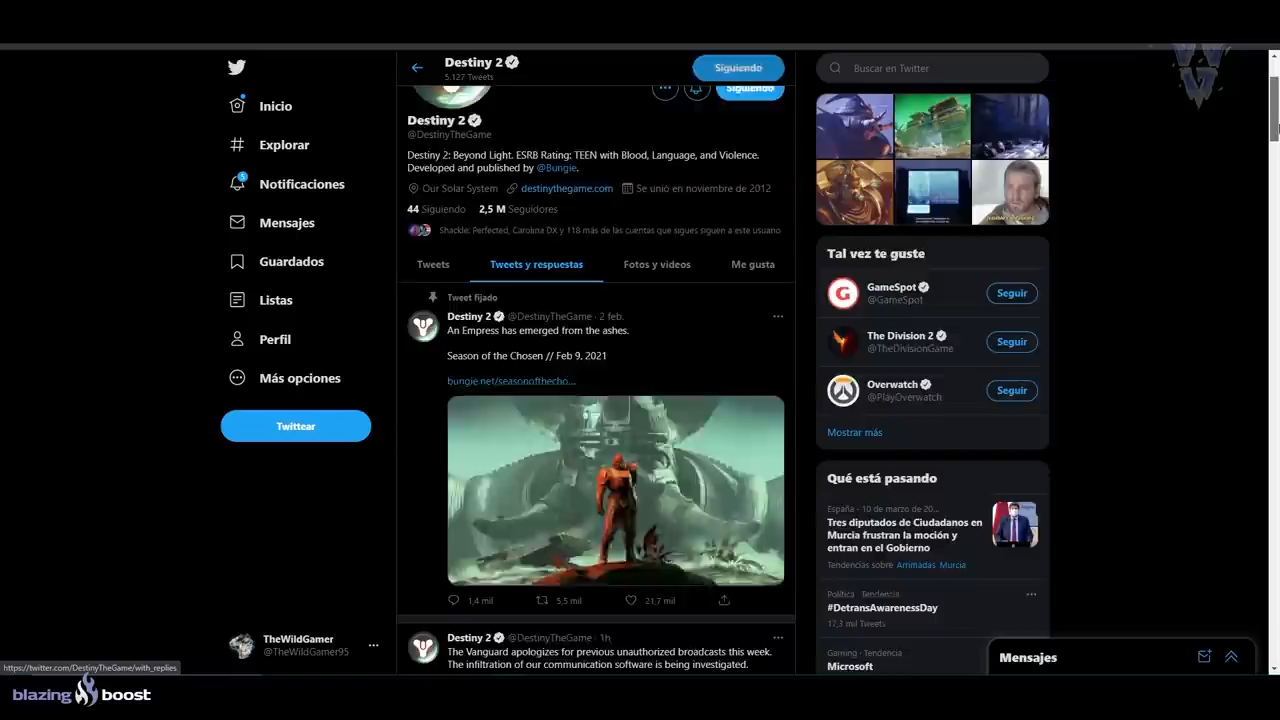 Destiny 2
5.127 Tweets
Siguiendo
Siguiendo
Buscar en Twitter
Inicio
Explorar
Notificaciones
5
Mensajes
Guardados
Listas
Perfil
Más opciones
Twittear
TheWildGamer
@TheWildGamer95
https://twitter.com/DestinyTheGame/with_replies
blazing boost
Destiny 2
@DestinyTheGame
Destiny 2: Beyond Light. ESRB Rating: TEEN with Blood, Language, and Violence.
Developed and published by @Bungie.
Our Solar System destinythegame.com Se unió en noviembre de 2012
44 Siguiendo 2,5 M Seguidores
Shackle: Perfected, Carolina DX y 118 más de las cuentas que sigues siguen a este usuario
Tweets Tweets y respuestas Fotos y videos Me gusta
Tweet fijado
Destiny 2 @DestinyTheGame · 2 feb.
An Empress has emerged from the ashes.
Season of the Chosen // Feb 9, 2021
bungie.net/seasonofthecho...
1,4 mil 5,5 mil 21,7 mil
Destiny 2 @DestinyTheGame · 1h
The Vanguard apologizes for previous unauthorized broadcasts this week.
The infiltration of our communication software is being investigated.
Tal vez te guste
GameSpot
@GameSpot
Seguir
The Division 2
@TheDivisionGame
Seguir
Overwatch
@PlayOverwatch
Seguir
Mostrar más
Qué está pasando
España · 10 de marzo de 20...
Tres diputados de Ciudadanos en
Murcia frustran la moción y
entran en el Gobierno
Tendencias sobre Arrimadas Murcia
Política · Tendencia
#DetransAwarenessDay
17,3 mil Tweets
Gaming · Tendencia
Microsoft
Mensajes